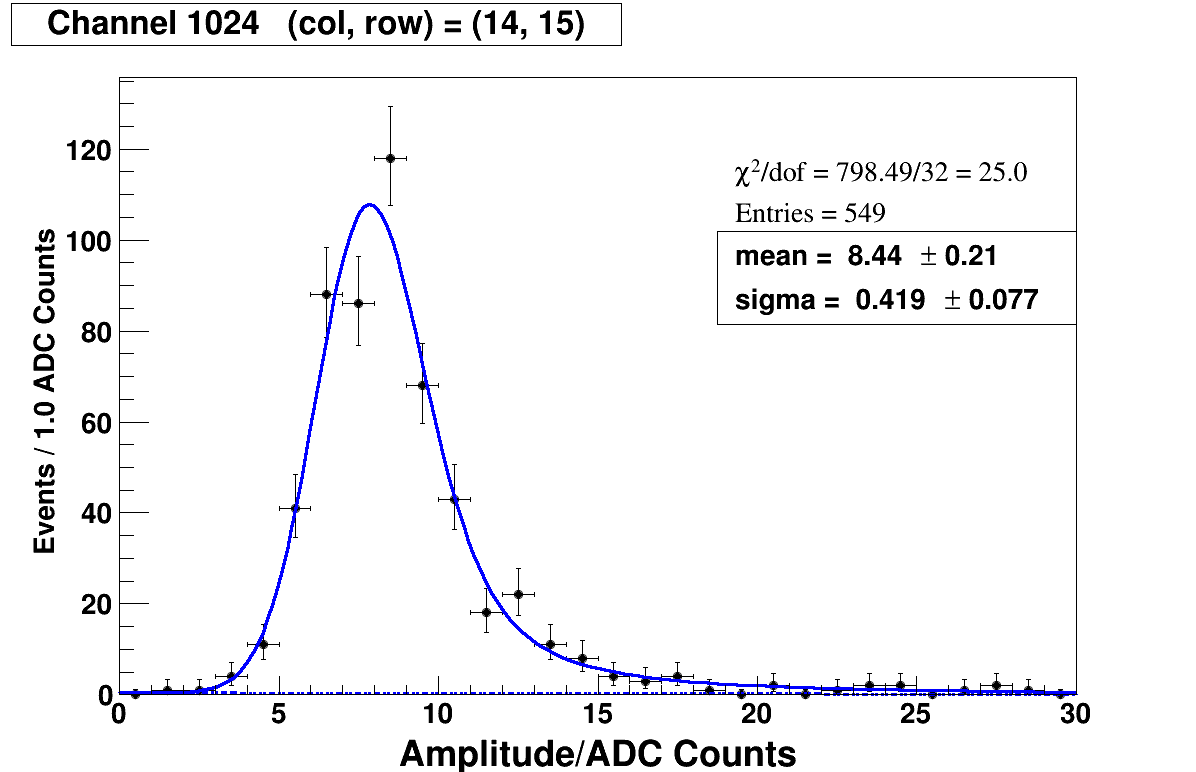 Channel 1024 (col, row) = (14, 15)
χ²/dof = 798.49/32 = 25.0
Entries = 549
mean = 8.44 ± 0.21
sigma = 0.419 ± 0.077
Events / 1.0 ADC Counts
120
100
80
60
40
20
0
0 5 10 15 20 25 30
Amplitude/ADC Counts